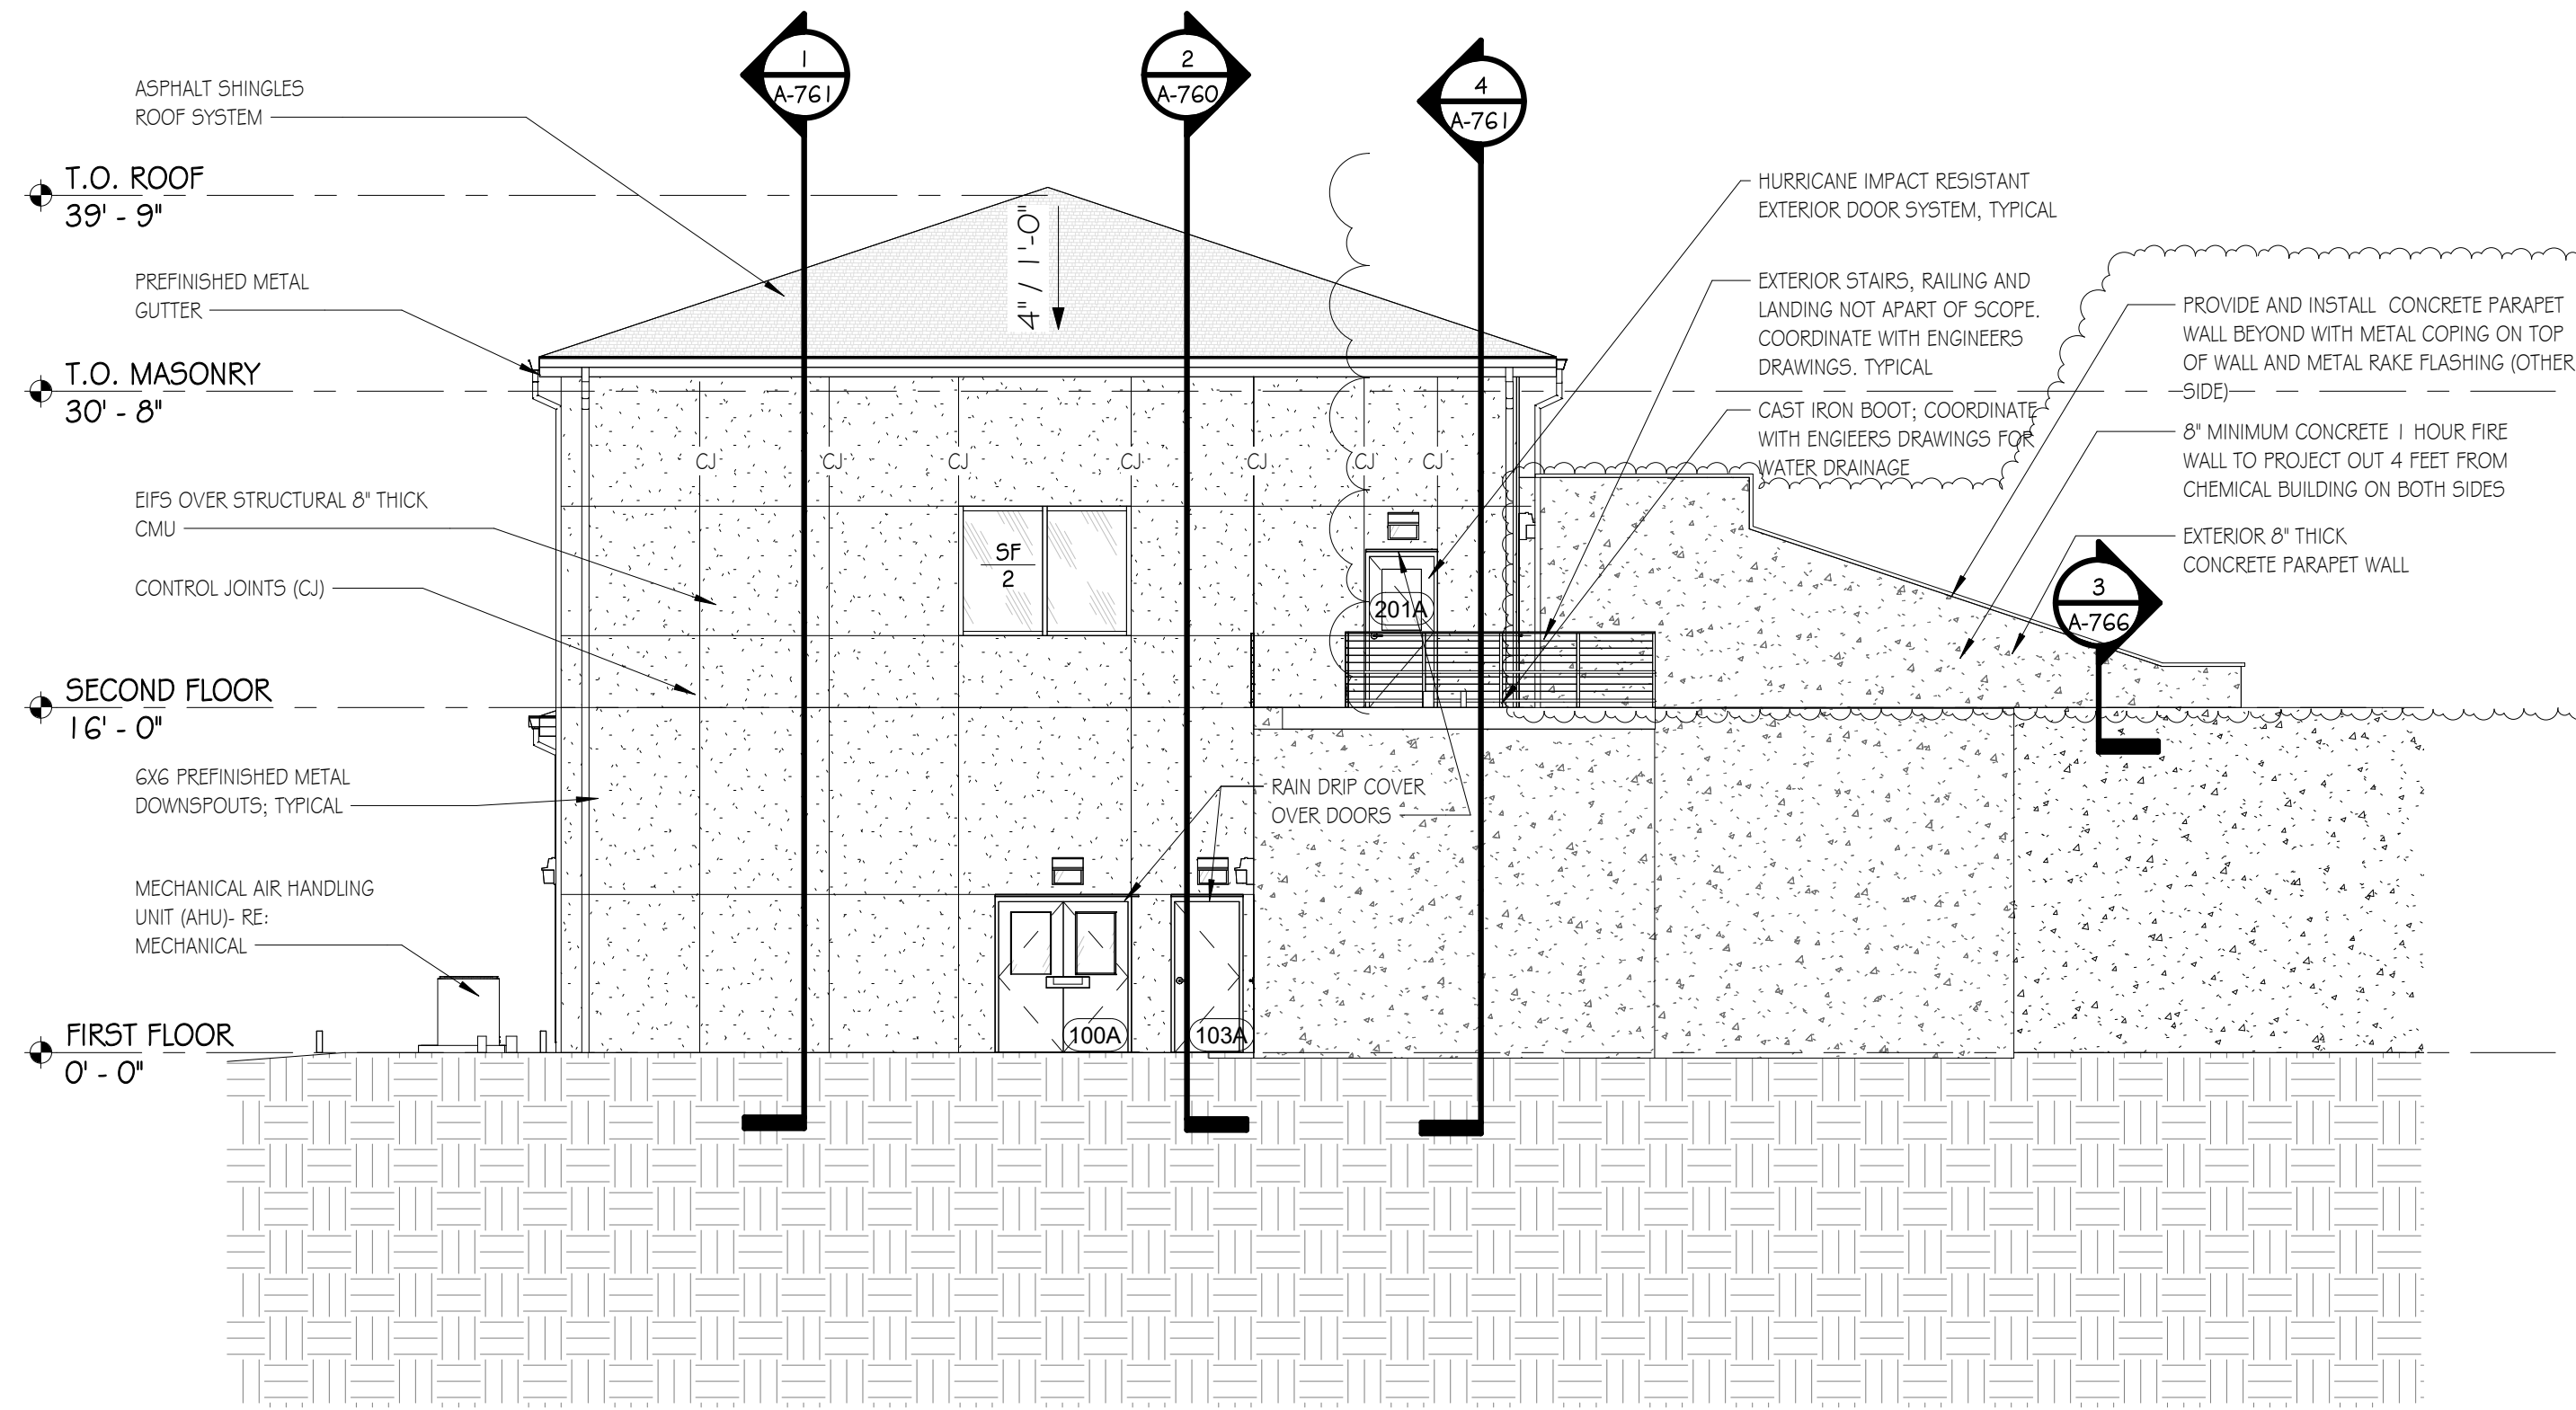 1
A-761
2
A-760
4
A-761
ASPHALT SHINGLES
ROOF SYSTEM
T.O. ROOF
39' - 9"
4" / 1'-0"
HURRICANE IMPACT RESISTANT
EXTERIOR DOOR SYSTEM, TYPICAL
PREFINISHED METAL
GUTTER
EXTERIOR STAIRS, RAILING AND
LANDING NOT APART OF SCOPE.
COORDINATE WITH ENGINEERS
DRAWINGS. TYPICAL
PROVIDE AND INSTALL CONCRETE PARAPET
WALL BEYOND WITH METAL COPING ON TOP
OF WALL AND METAL RAKE FLASHING (OTHER
SIDE)
T.O. MASONRY
30' - 8"
CAST IRON BOOT; COORDINATE
WITH ENGIEERS DRAWINGS FOR
WATER DRAINAGE
8" MINIMUM CONCRETE 1 HOUR FIRE
WALL TO PROJECT OUT 4 FEET FROM
CHEMICAL BUILDING ON BOTH SIDES
CJ CJ CJ CJ CJ CJ CJ
EIFS OVER STRUCTURAL 8" THICK
CMU
EXTERIOR 8" THICK
CONCRETE PARAPET WALL
SF
2
CONTROL JOINTS (CJ)
201A
3
A-766
SECOND FLOOR
16' - 0"
6X6 PREFINISHED METAL
DOWNSPOUTS; TYPICAL
RAIN DRIP COVER
OVER DOORS
MECHANICAL AIR HANDLING
UNIT (AHU)- RE:
MECHANICAL
100A
103A
FIRST FLOOR
0' - 0"